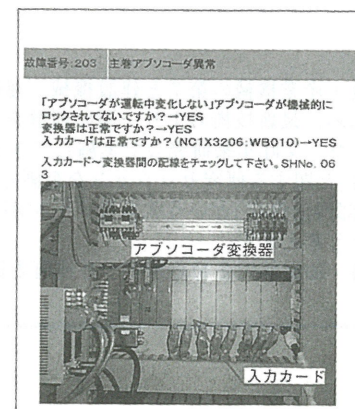 故障番号:203 主巻アブソコーダ異常
「アブソコーダが運転中変化しない」アブソコーダが機械的に
ロックされてないですか?→YES
変換器は正常ですか?→YES
入力カードは正常ですか?(NC1X3206:WB010)→YES
入力カード~変換器間の配線をチェックして下さい。SHNo. 06
3
アブソコーダ変換器
入力カード